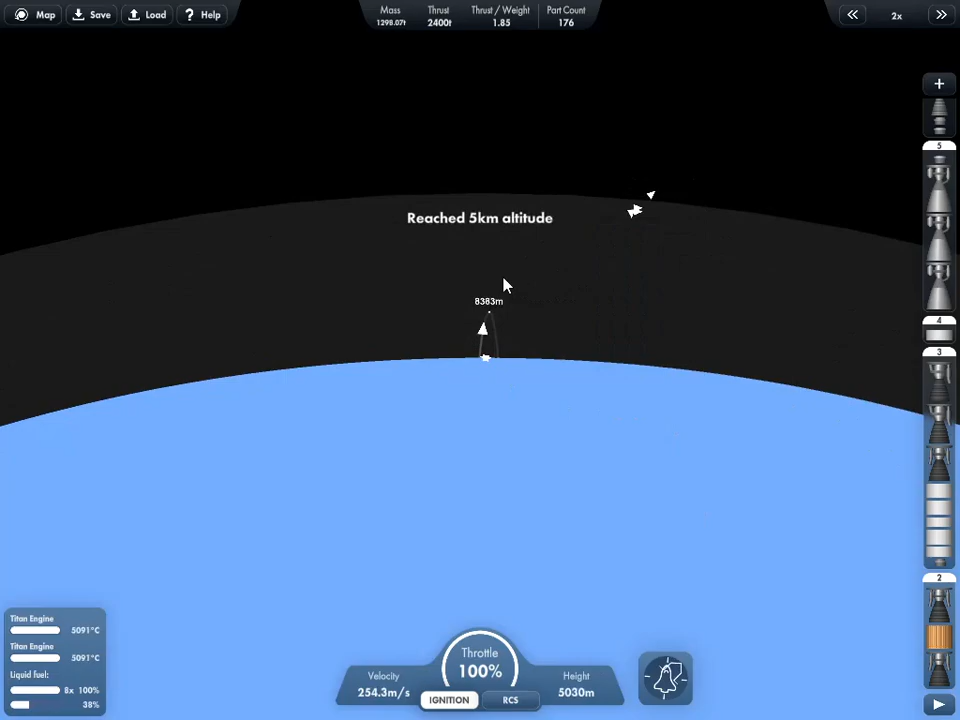 Map
Save
Load
Help
Mass
1298.07t
Thrust
2400t
Thrust / Weight
1.85
Part Count
176
2x
Reached 5km altitude
8383m
5
4
3
2
Titan Engine
5091°C
Titan Engine
5091°C
Liquid fuel:
8x 100%
38%
Throttle
100%
Velocity
254.3m/s
Height
5030m
IGNITION
RCS